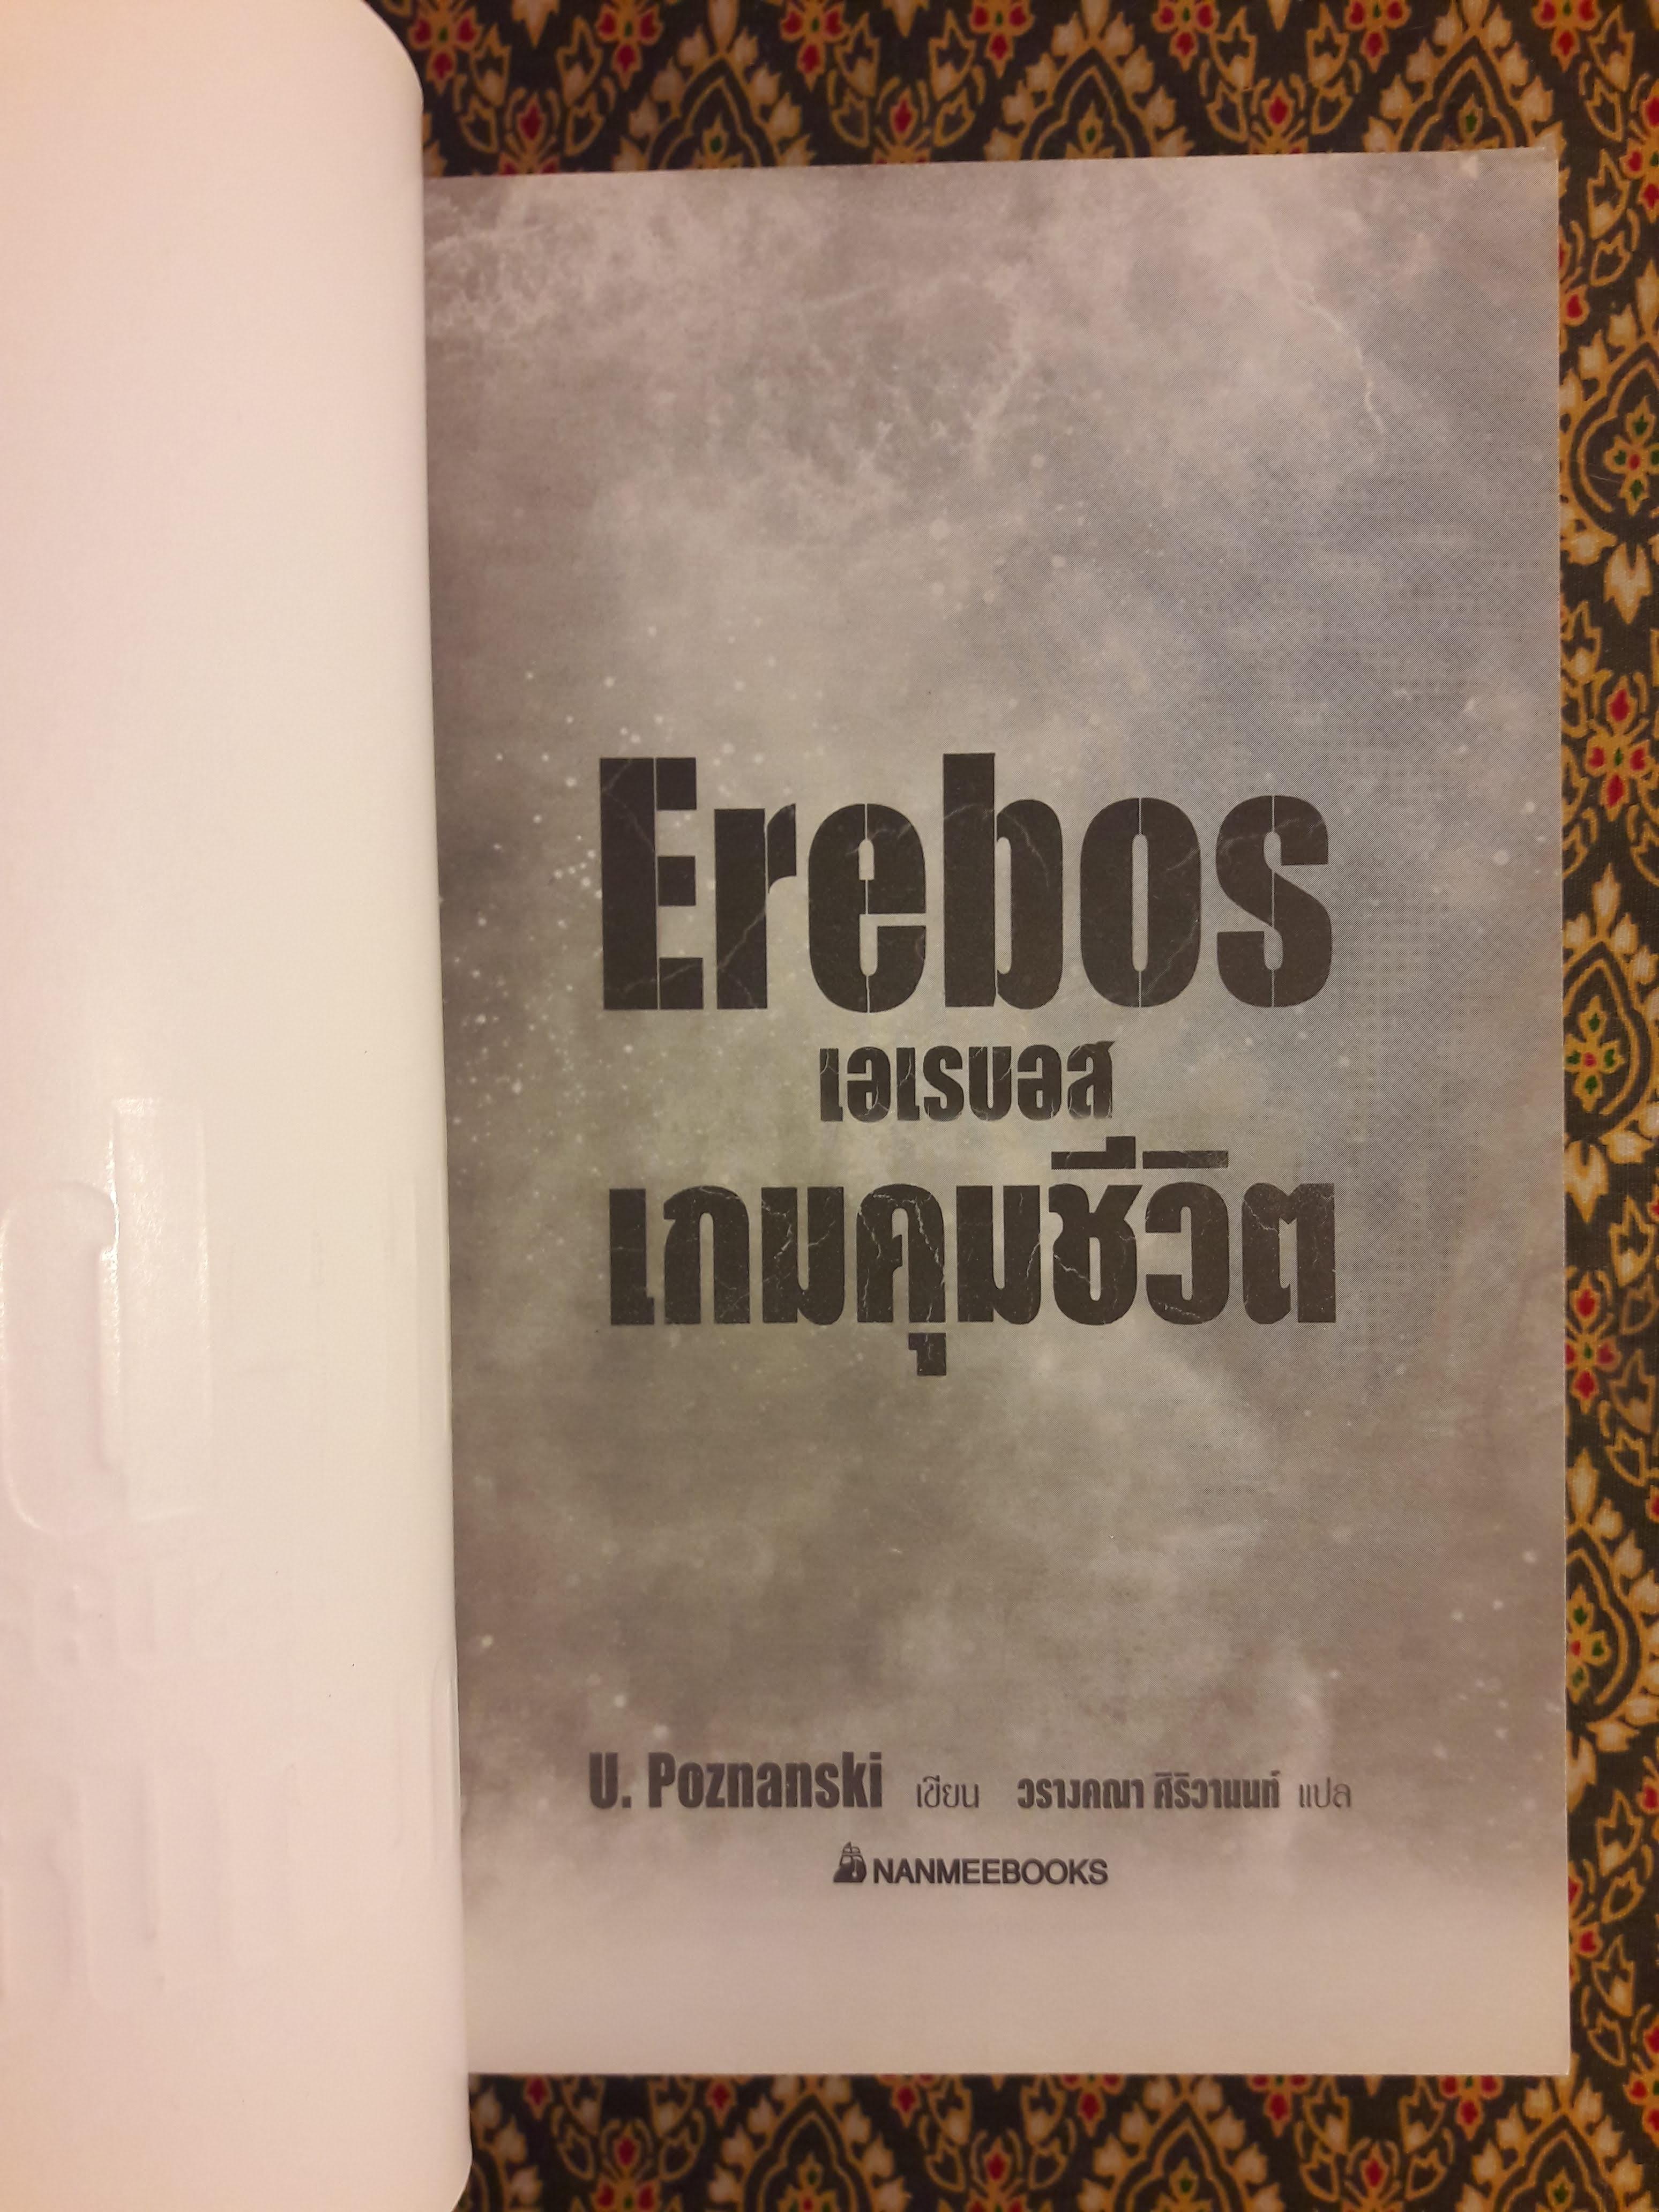 Erebos
เอเรบอส
เกมคุมชีวิต
U. Poznanski เขียน วรางคณา ศิริวานนท์ แปล
NANMEEBOOKS